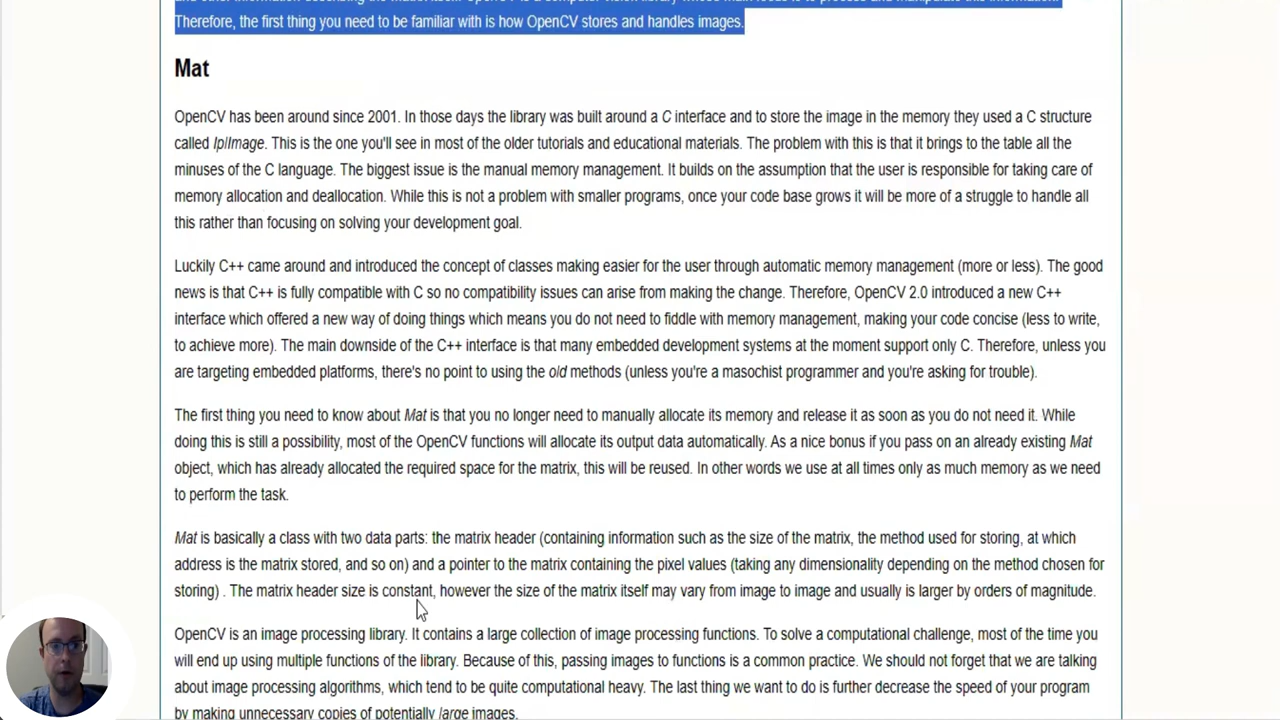 Therefore, the first thing you need to be familiar with is how OpenCV stores and handles images.
Mat
OpenCV has been around since 2001. In those days the library was built around a C interface and to store the image in the memory they used a C structure
called IplImage. This is the one you'll see in most of the older tutorials and educational materials. The problem with this is that it brings to the table all the
minuses of the C language. The biggest issue is the manual memory management. It builds on the assumption that the user is responsible for taking care of
memory allocation and deallocation. While this is not a problem with smaller programs, once your code base grows it will be more of a struggle to handle all
this rather than focusing on solving your development goal.
Luckily C++ came around and introduced the concept of classes making easier for the user through automatic memory management (more or less). The good
news is that C++ is fully compatible with C so no compatibility issues can arise from making the change. Therefore, OpenCV 2.0 introduced a new C++
interface which offered a new way of doing things which means you do not need to fiddle with memory management, making your code concise (less to write,
to achieve more). The main downside of the C++ interface is that many embedded development systems at the moment support only C. Therefore, unless you
are targeting embedded platforms, there's no point to using the old methods (unless you're a masochist programmer and you're asking for trouble).
The first thing you need to know about Mat is that you no longer need to manually allocate its memory and release it as soon as you do not need it. While
doing this is still a possibility, most of the OpenCV functions will allocate its output data automatically. As a nice bonus if you pass on an already existing Mat
object, which has already allocated the required space for the matrix, this will be reused. In other words we use at all times only as much memory as we need
to perform the task.
Mat is basically a class with two data parts: the matrix header (containing information such as the size of the matrix, the method used for storing, at which
address is the matrix stored, and so on) and a pointer to the matrix containing the pixel values (taking any dimensionality depending on the method chosen for
storing) . The matrix header size is constant, however the size of the matrix itself may vary from image to image and usually is larger by orders of magnitude.
OpenCV is an image processing library. It contains a large collection of image processing functions. To solve a computational challenge, most of the time you
will end up using multiple functions of the library. Because of this, passing images to functions is a common practice. We should not forget that we are talking
about image processing algorithms, which tend to be quite computational heavy. The last thing we want to do is further decrease the speed of your program
by making unnecessary copies of potentially large images.